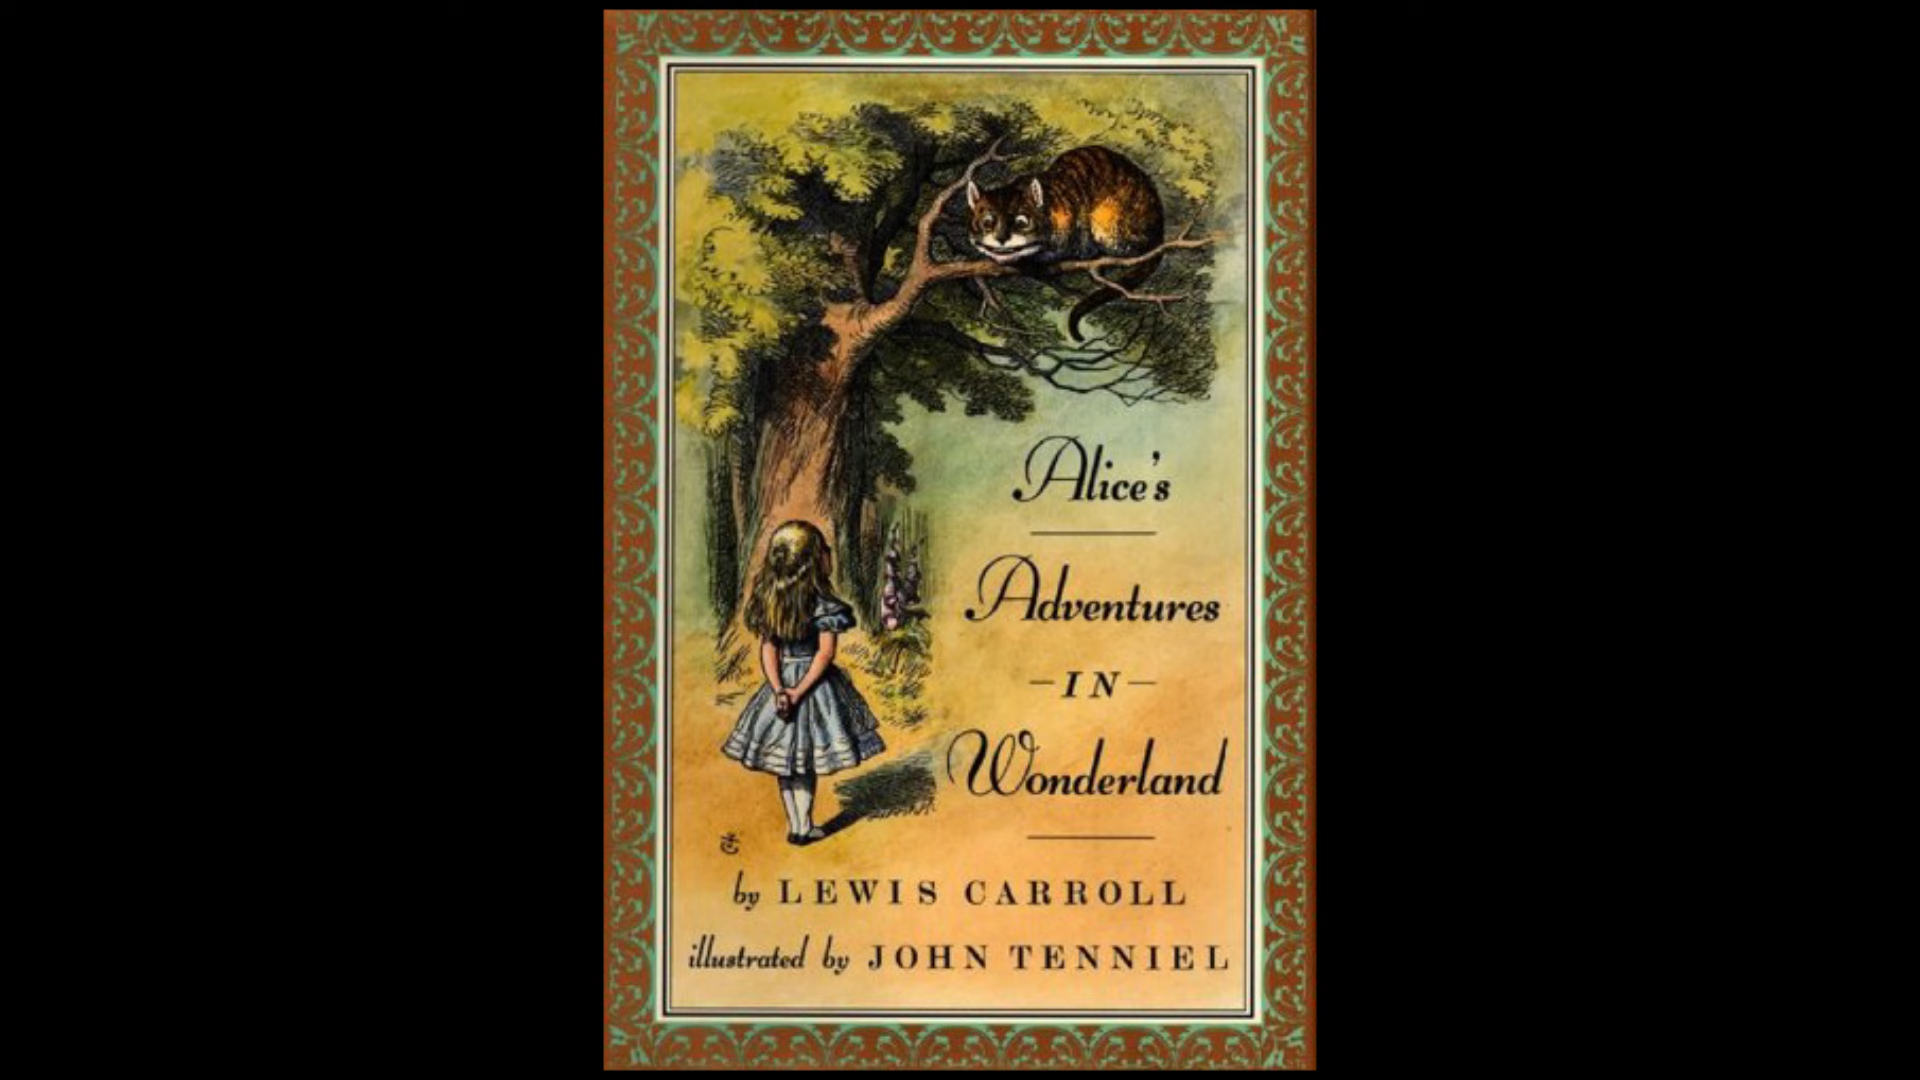 Alice's
Adventures
–IN–
Wonderland
by LEWIS CARROLL
illustrated by JOHN TENNIEL